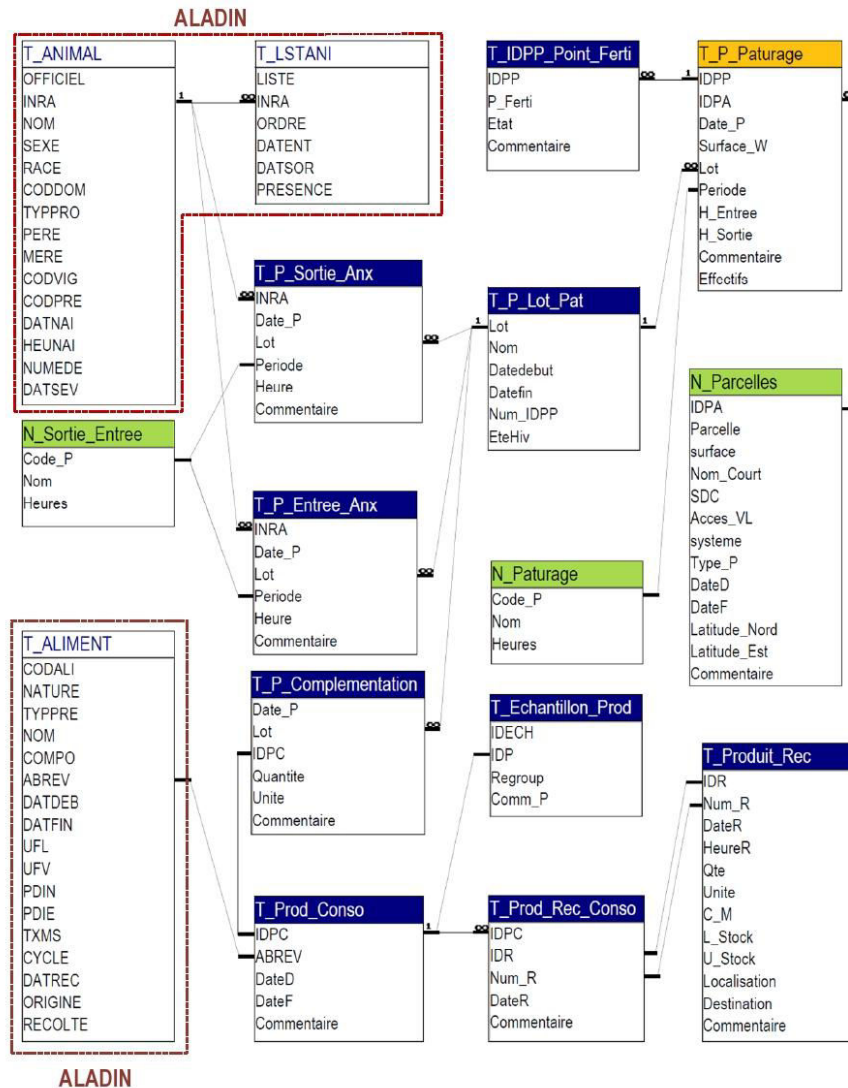 ALADIN
T_ANIMAL
OFFICIEL
INRA
NOM
SEXE
RACE
CODDOM
TYPPRO
PERE
MERE
CODVIG
CODPRE
DATNAI
HEUNAI
NUMEDE
DATSEV
T_LSTANI
LISTE
INRA
ORDRE
DATENT
DATSOR
PRESENCE
1
∞
T_IDPP_Point_Ferti
IDPP
P_Ferti
Etat
Commentaire
∞
1
T_P_Paturage
IDPP
IDPA
Date_P
Surface_W
Lot
Periode
H_Entree
H_Sortie
Commentaire
Effectifs
∞
T_P_Sortie_Anx
INRA
Date_P
Lot
Periode
Heure
Commentaire
∞
∞
T_P_Lot_Pat
Lot
Nom
Datedebut
Datefin
Num_IDPP
EteHiv
1
1
N_Sortie_Entree
Code_P
Nom
Heures
T_P_Entree_Anx
INRA
Date_P
Lot
Periode
Heure
Commentaire
∞
∞
N_Paturage
Code_P
Nom
Heures
N_Parcelles
IDPA
Parcelle
surface
Nom_Court
SDC
Acces_VL
systeme
Type_P
DateD
DateF
Latitude_Nord
Latitude_Est
Commentaire
T_ALIMENT
CODALI
NATURE
TYPPRE
NOM
COMPO
ABREV
DATDEB
DATFIN
UFL
UFV
PDIN
PDIE
TXMS
CYCLE
DATREC
ORIGINE
RECOLTE
T_P_Complementation
Date_P
Lot
IDPC
Quantite
Unite
Commentaire
∞
T_Echantillon_Prod
IDECH
IDP
Regroup
Comm_P
T_Prod_Conso
IDPC
ABREV
DateD
DateF
Commentaire
1
∞
T_Prod_Rec_Conso
IDPC
IDR
Num_R
DateR
Commentaire
T_Produit_Rec
IDR
Num_R
DateR
HeureR
Qte
Unite
C_M
L_Stock
U_Stock
Localisation
Destination
Commentaire
ALADIN